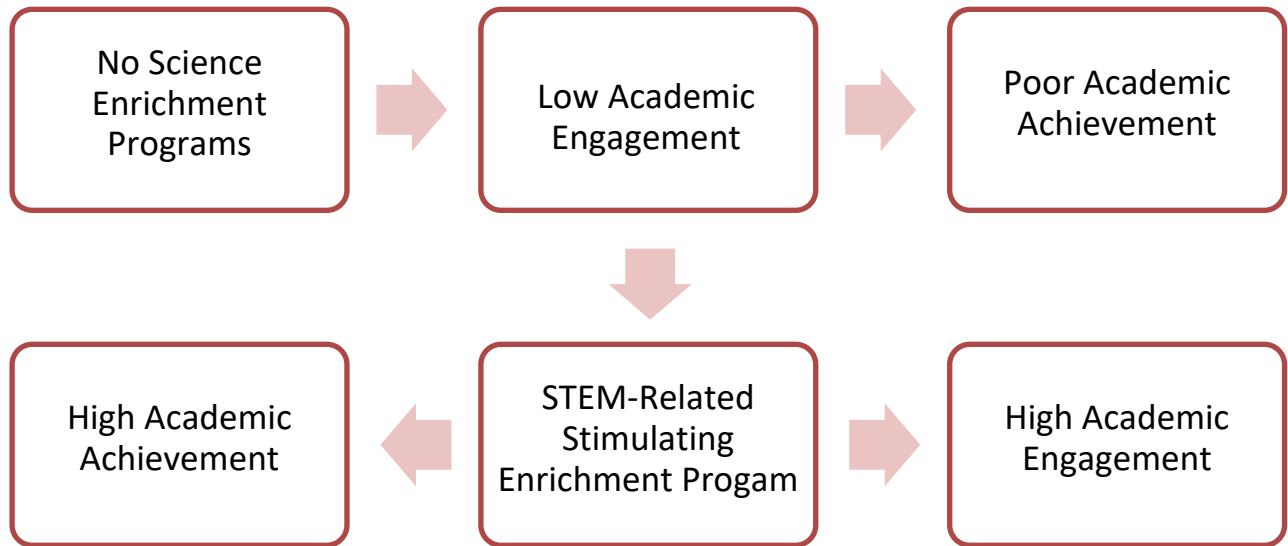 No Science
Enrichment
Programs
Low Academic
Engagement
Poor Academic
Achievement
High Academic
Achievement
STEM-Related
Stimulating
Enrichment Progam
High Academic
Engagement